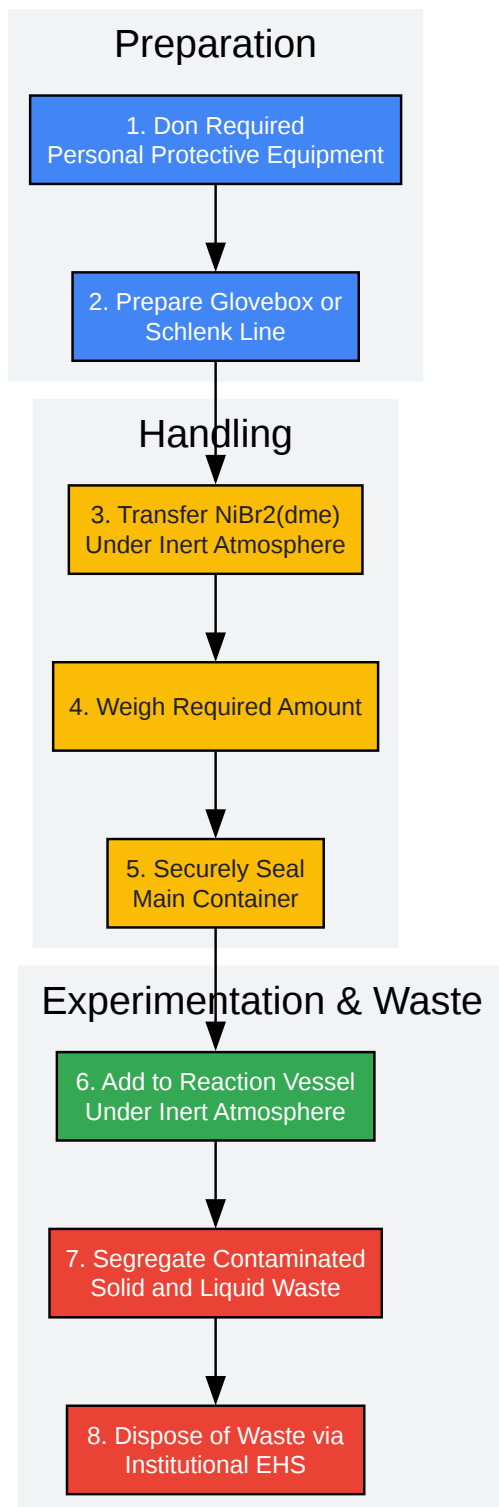 Preparation
1. Don Required
Personal Protective Equipment
2. Prepare Glovebox or
Schlenk Line
Handling
3. Transfer NiBr2(dme)
Under Inert Atmosphere
4. Weigh Required Amount
5. Securely Seal
Main Container
Experimentation & Waste
6. Add to Reaction Vessel
Under Inert Atmosphere
7. Segregate Contaminated
Solid and Liquid Waste
8. Dispose of Waste via
Institutional EHS